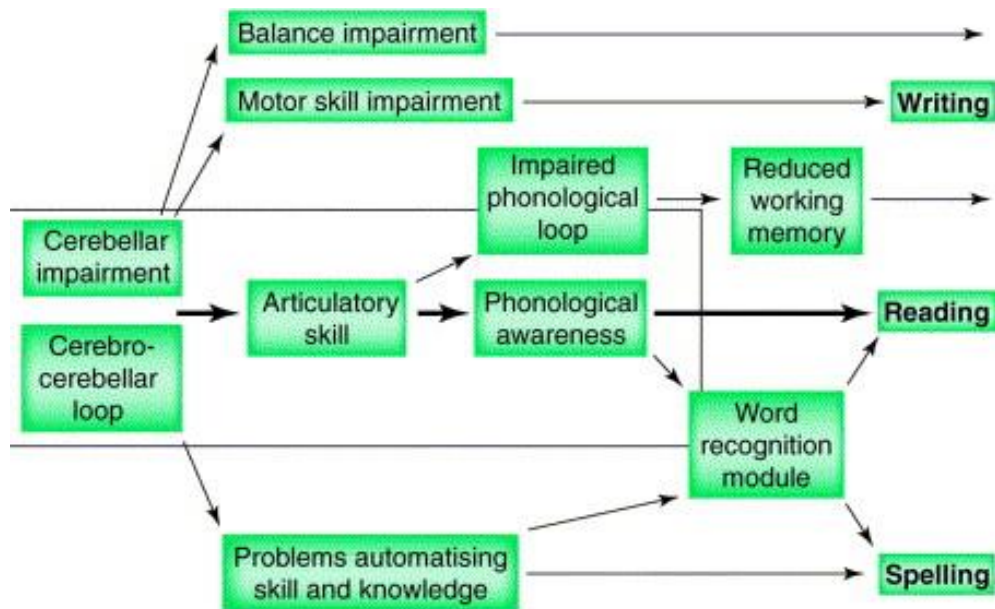 Balance impairment
Motor skill impairment
Writing
Impaired
phonological
loop
Reduced
working
memory
Cerebellar
impairment
Articulatory
skill
Phonological
awareness
Reading
Cerebro-
cerebellar
loop
Word
recognition
module
Problems automatising
skill and knowledge
Spelling